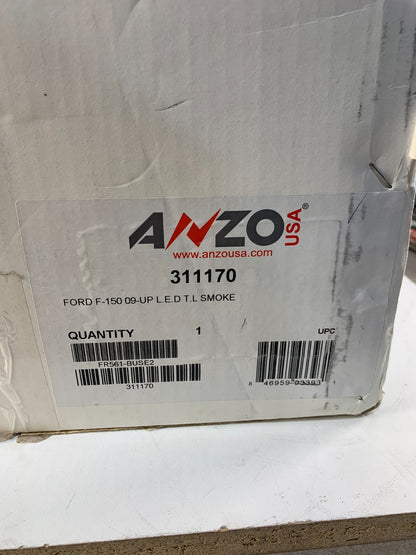 ANZO USA®
www.anzousa.com
311170
FORD F-150 09-UP L.E.D T.L SMOKE
QUANTITY 1 UPC
FR561-BUSE2
311170